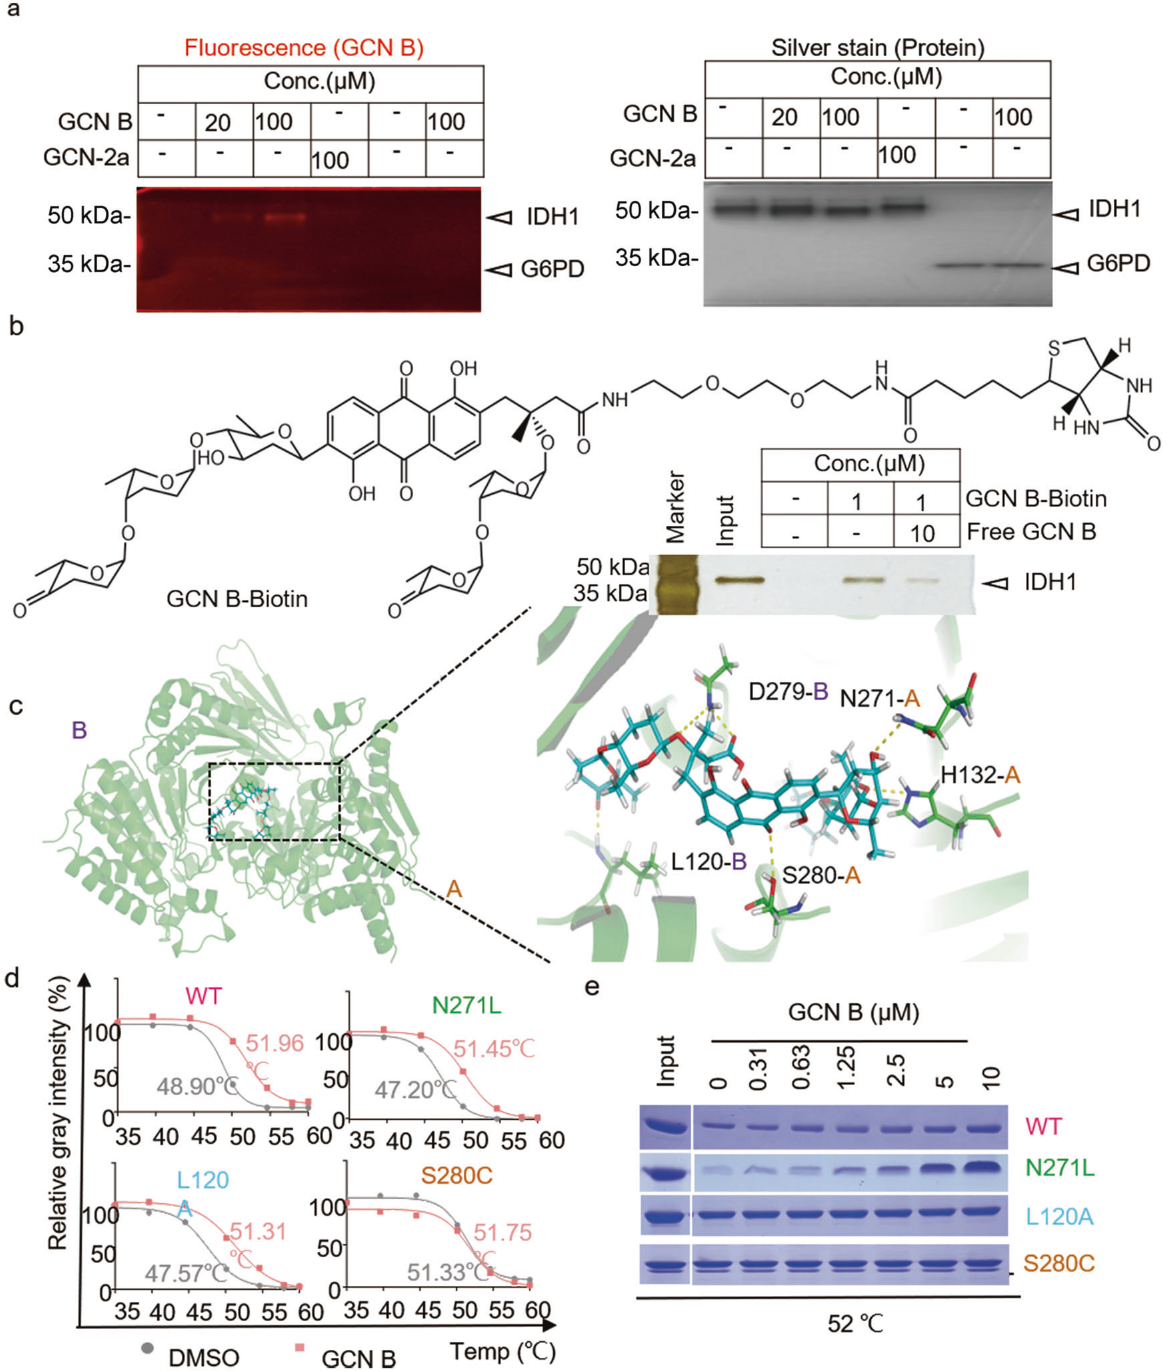 a
Fluorescence (GCN B)
Conc.(μM)
GCN B - 20 100 - - 100
GCN-2a - - - 100 - -
50 kDa- IDH1
35 kDa- G6PD
Silver stain (Protein)
Conc.(μM)
GCN B - 20 100 - - 100
GCN-2a - - - 100 - -
50 kDa- IDH1
35 kDa- G6PD
b
O OH
O
OH O
HO
O
O
O
O
O
O
O
O
O
O
NH
O
O
H
N
O
S
H
H
NH
HN
O
GCN B-Biotin
Marker
Input
Conc.(μM)
- 1 1 GCN B-Biotin
- - 10 Free GCN B
50 kDa
35 kDa
IDH1
c
B
A
D279-B
N271-A
H132-A
L120-B
S280-A
d
Relative gray intensity (%)
WT
100
50
0
51.96
℃
48.90℃
35 40 45 50 55 60
N271L
100
50
0
51.45℃
47.20℃
35 40 45 50 55 60
L120
A
100
50
0
51.31
℃
47.57℃
35 40 45 50 55 60
S280C
100
50
0
51.75
℃
51.33℃
35 40 45 50 55 60
DMSO
GCN B
Temp (℃)
e
GCN B (μM)
Input 0 0.31 0.63 1.25 2.5 5 10
WT
N271L
L120A
S280C
52 ℃